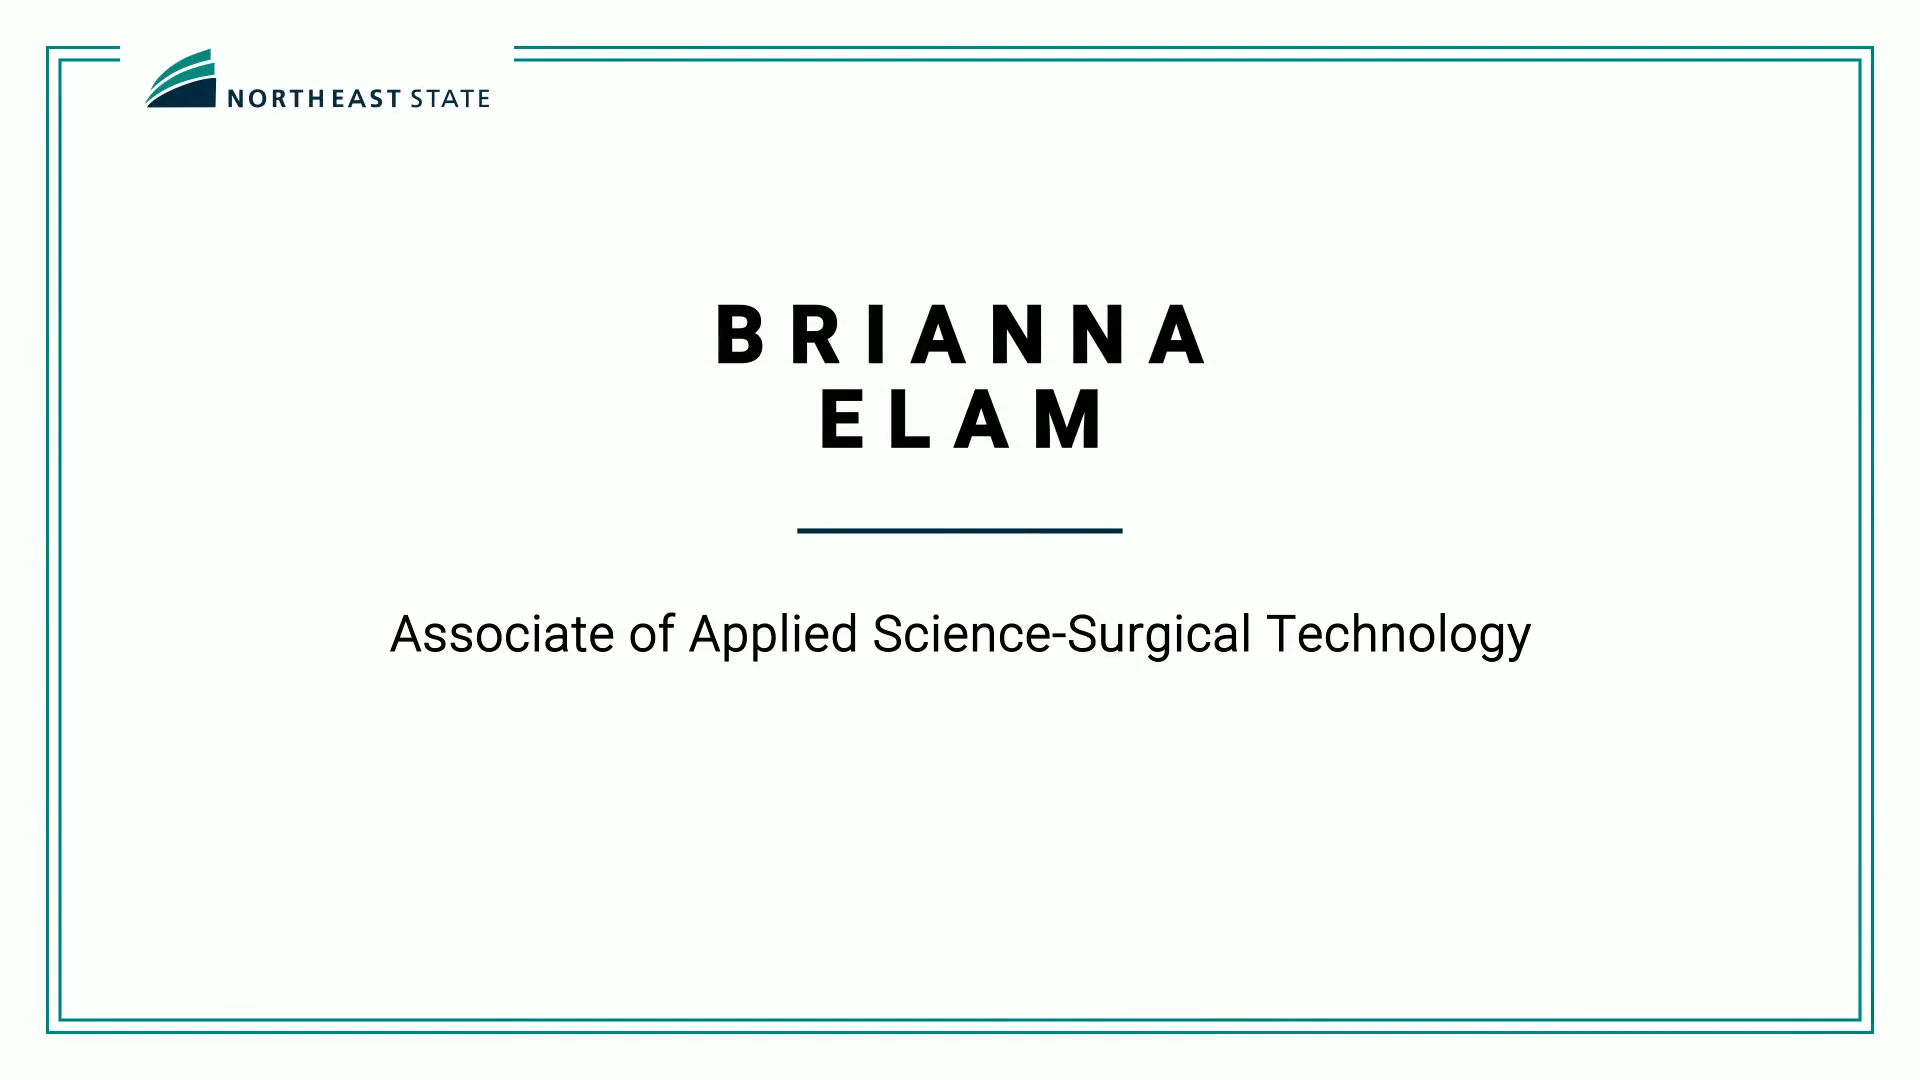 NORTHEAST STATE
BRIANNA
ELAM
Associate of Applied Science-Surgical Technology